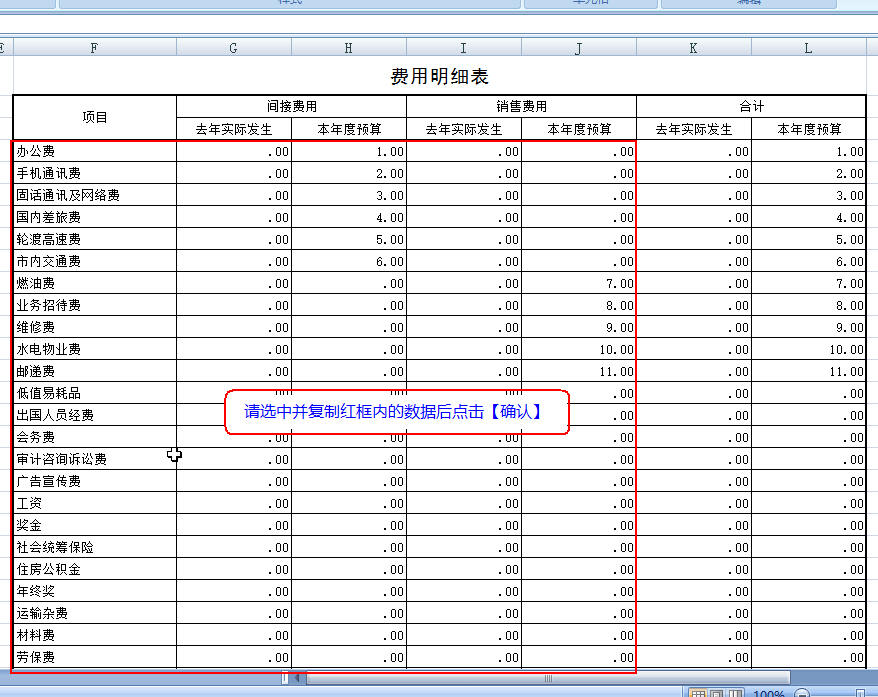 样式 单元格 编辑
E F G H I J K L
费用明细表
项目 间接费用 销售费用 合计
去年实际发生 本年度预算 去年实际发生 本年度预算 去年实际发生 本年度预算
办公费 .00 1.00 .00 .00 .00 1.00
手机通讯费 .00 2.00 .00 .00 .00 2.00
固话通讯及网络费 .00 3.00 .00 .00 .00 3.00
国内差旅费 .00 4.00 .00 .00 .00 4.00
轮渡高速费 .00 5.00 .00 .00 .00 5.00
市内交通费 .00 6.00 .00 .00 .00 6.00
燃油费 .00 .00 .00 7.00 .00 7.00
业务招待费 .00 .00 .00 8.00 .00 8.00
维修费 .00 .00 .00 9.00 .00 9.00
水电物业费 .00 .00 .00 10.00 .00 10.00
邮递费 .00 .00 .00 11.00 .00 11.00
低值易耗品 .00 .00 .00
请选中并复制红框内的数据后点击【确认】
出国人员经费 .00 .00 .00
会务费 .00 .00 .00 .00 .00 .00
审计咨询诉讼费 .00 .00 .00 .00 .00 .00
广告宣传费 .00 .00 .00 .00 .00 .00
工资 .00 .00 .00 .00 .00 .00
奖金 .00 .00 .00 .00 .00 .00
社会统筹保险 .00 .00 .00 .00 .00 .00
住房公积金 .00 .00 .00 .00 .00 .00
年终奖 .00 .00 .00 .00 .00 .00
运输杂费 .00 .00 .00 .00 .00 .00
材料费 .00 .00 .00 .00 .00 .00
劳保费 .00 .00 .00 .00 .00 .00
100%